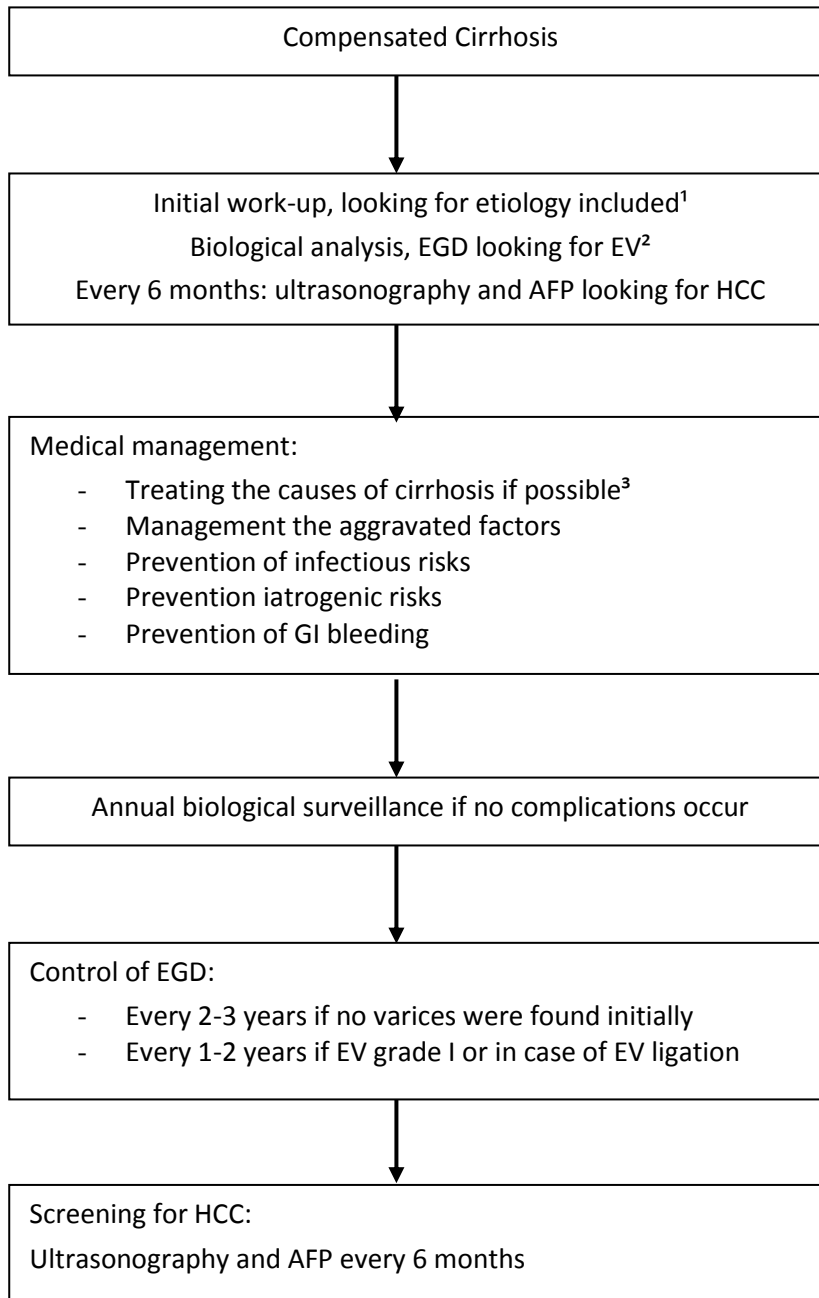 Compensated Cirrhosis
Initial work-up, looking for etiology included¹
Biological analysis, EGD looking for EV²
Every 6 months: ultrasonography and AFP looking for HCC
Medical management:
- Treating the causes of cirrhosis if possible³
- Management the aggravated factors
- Prevention of infectious risks
- Prevention iatrogenic risks
- Prevention of GI bleeding
Annual biological surveillance if no complications occur
Control of EGD:
- Every 2-3 years if no varices were found initially
- Every 1-2 years if EV grade I or in case of EV ligation
Screening for HCC:
Ultrasonography and AFP every 6 months